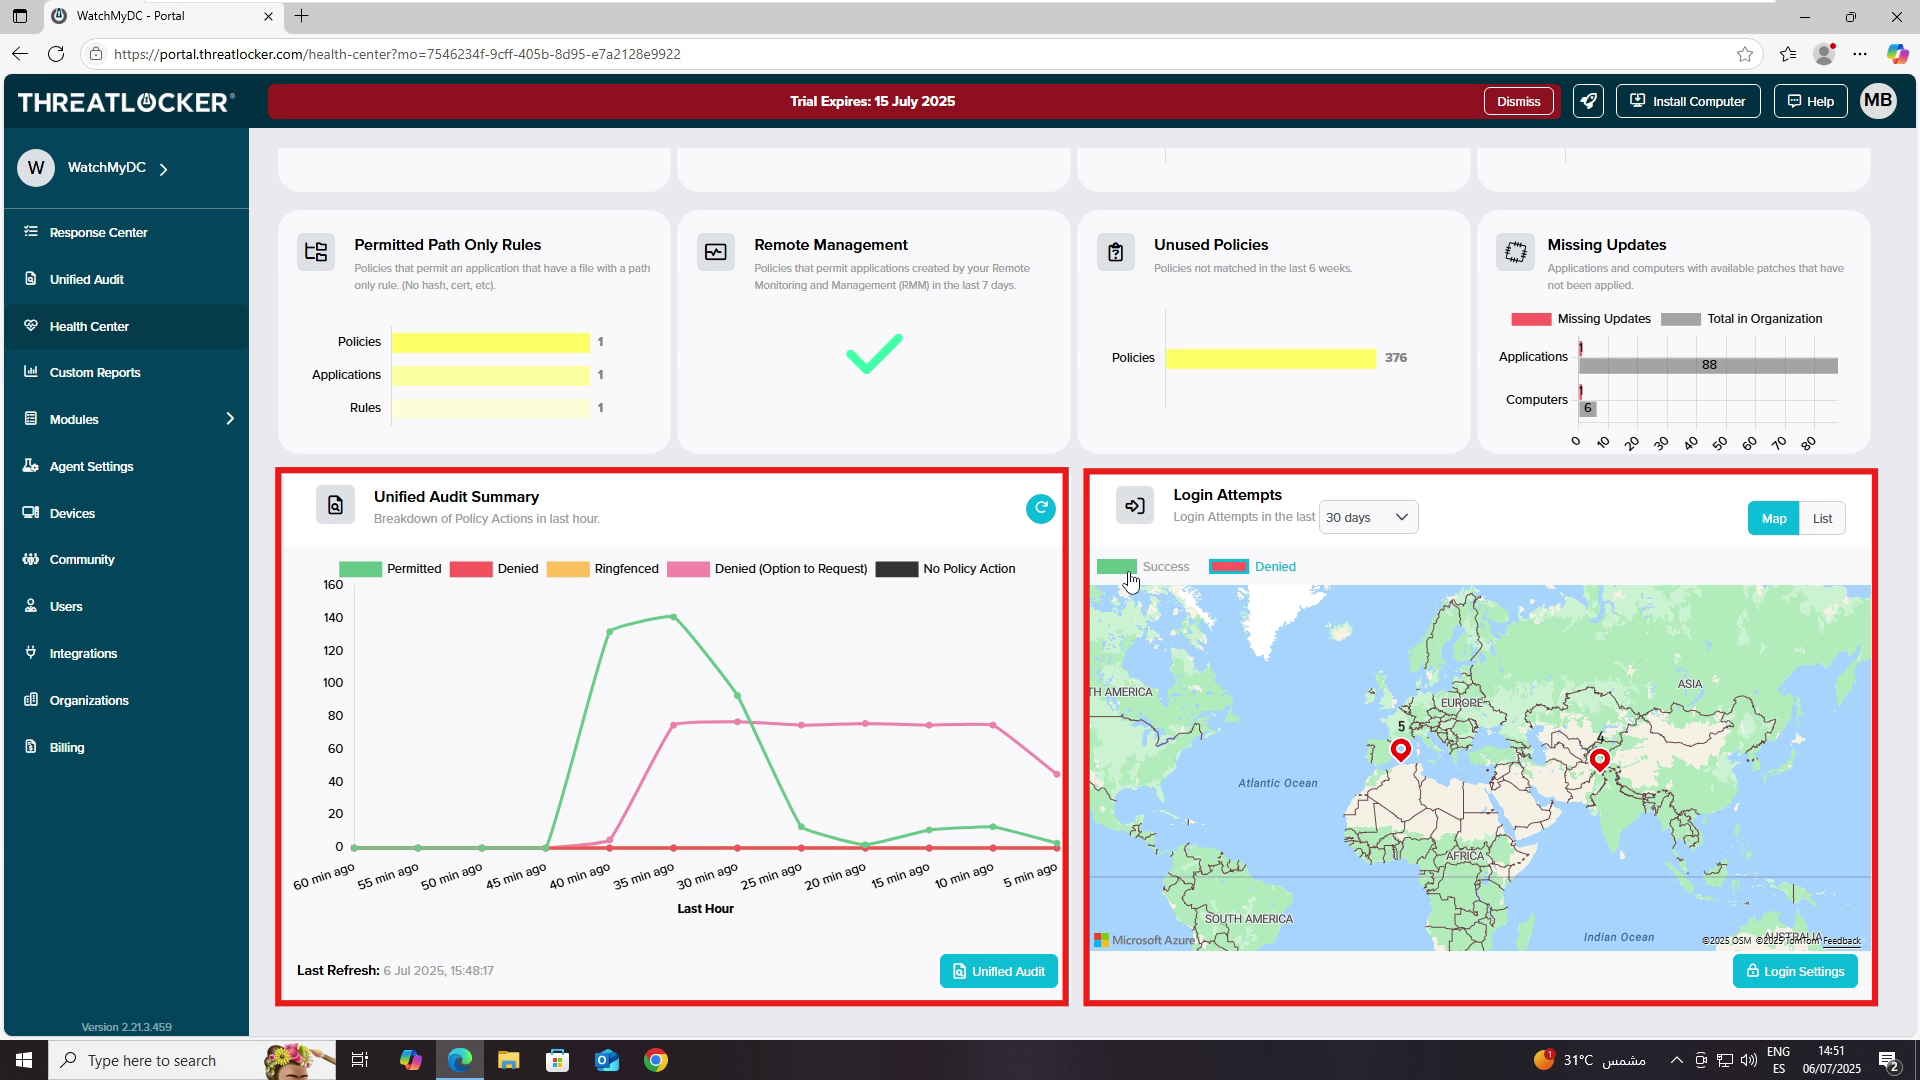 WatchMyDC - Portal
https://portal.threatlocker.com/health-center?mo=7546234f-9cff-405b-8d95-e7a2128e9922
THREATLOCKER
Trial Expires: 15 July 2025
Dismiss
Install Computer
Help
MB
W
WatchMyDC
Response Center
Unified Audit
Health Center
Custom Reports
Modules
Agent Settings
Devices
Community
Users
Integrations
Organizations
Billing
Version 2.21.3.459
Permitted Path Only Rules
Policies that permit an application that have a file with a path
only rule. (No hash, cert, etc).
Policies 1
Applications 1
Rules 1
Remote Management
Policies that permit applications created by your Remote
Monitoring and Management (RMM) in the last 7 days.
Unused Policies
Policies not matched in the last 6 weeks.
Policies 376
Missing Updates
Applications and computers with available patches that have
not been applied.
Missing Updates Total in Organization
Applications 1 88
Computers 1 6
0 10 20 30 40 50 60 70 80
Unified Audit Summary
Breakdown of Policy Actions in last hour.
Permitted Denied Ringfenced Denied (Option to Request) No Policy Action
160
140
120
100
80
60
40
20
0
60 min ago 55 min ago 50 min ago 45 min ago 40 min ago 35 min ago 30 min ago 25 min ago 20 min ago 15 min ago 10 min ago 5 min ago
Last Hour
Last Refresh: 6 Jul 2025, 15:48:17
Unified Audit
Login Attempts
Login Attempts in the last 30 days
Map List
Success Denied
TH AMERICA
ASIA
EUROPE
5
4
Atlantic Ocean
AFRICA
SOUTH AMERICA
Indian Ocean
AUSTRALIA
Microsoft Azure
©2025 OSM ©2025 TomTom Feedback
Login Settings
Type here to search
1
31°C مشمس
ENG
ES
14:51
06/07/2025
2